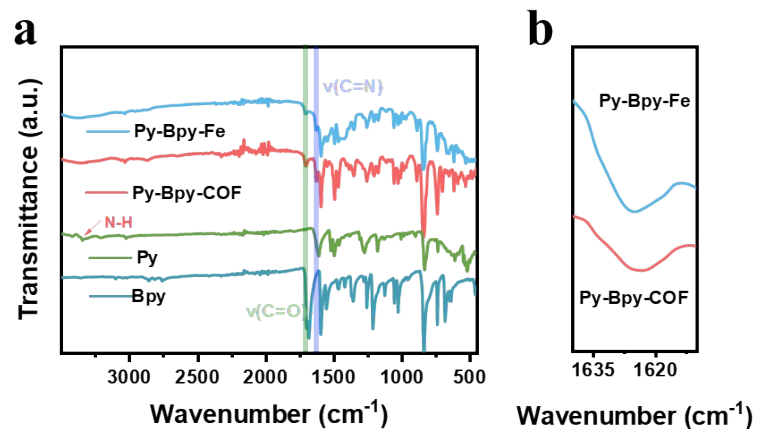 a
b
ν(C=N)
Py-Bpy-Fe
Py-Bpy-COF
N-H
Py
Bpy
ν(C=O)
Transmittance (a.u.)
3000 2500 2000 1500 1000 500
Wavenumber (cm⁻¹)
Py-Bpy-Fe
Py-Bpy-COF
1635 1620
Wavenumber (cm⁻¹)